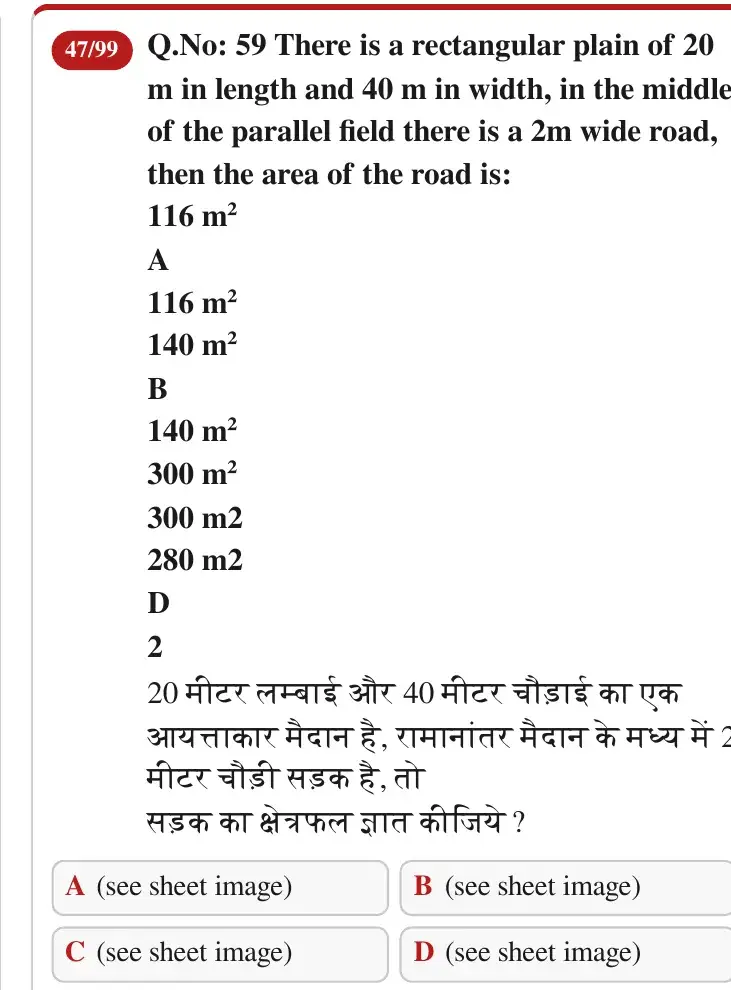 47/99 Q.No: 59 There is a rectangular plain of 20
m in length and 40 m in width, in the middle
of the parallel field there is a 2m wide road,
then the area of the road is:
116 m²
A
116 m²
140 m²
B
140 m²
300 m²
300 m2
280 m2
D
2
20 मीटर लम्बाई और 40 मीटर चौड़ाई का एक
आयत्ताकार मैदान है, रामानांतर मैदान के मध्य में 2
मीटर चौड़ी सड़क है, तो
सड़क का क्षेत्रफल ज्ञात कीजिये ?
A (see sheet image) B (see sheet image)
C (see sheet image) D (see sheet image)